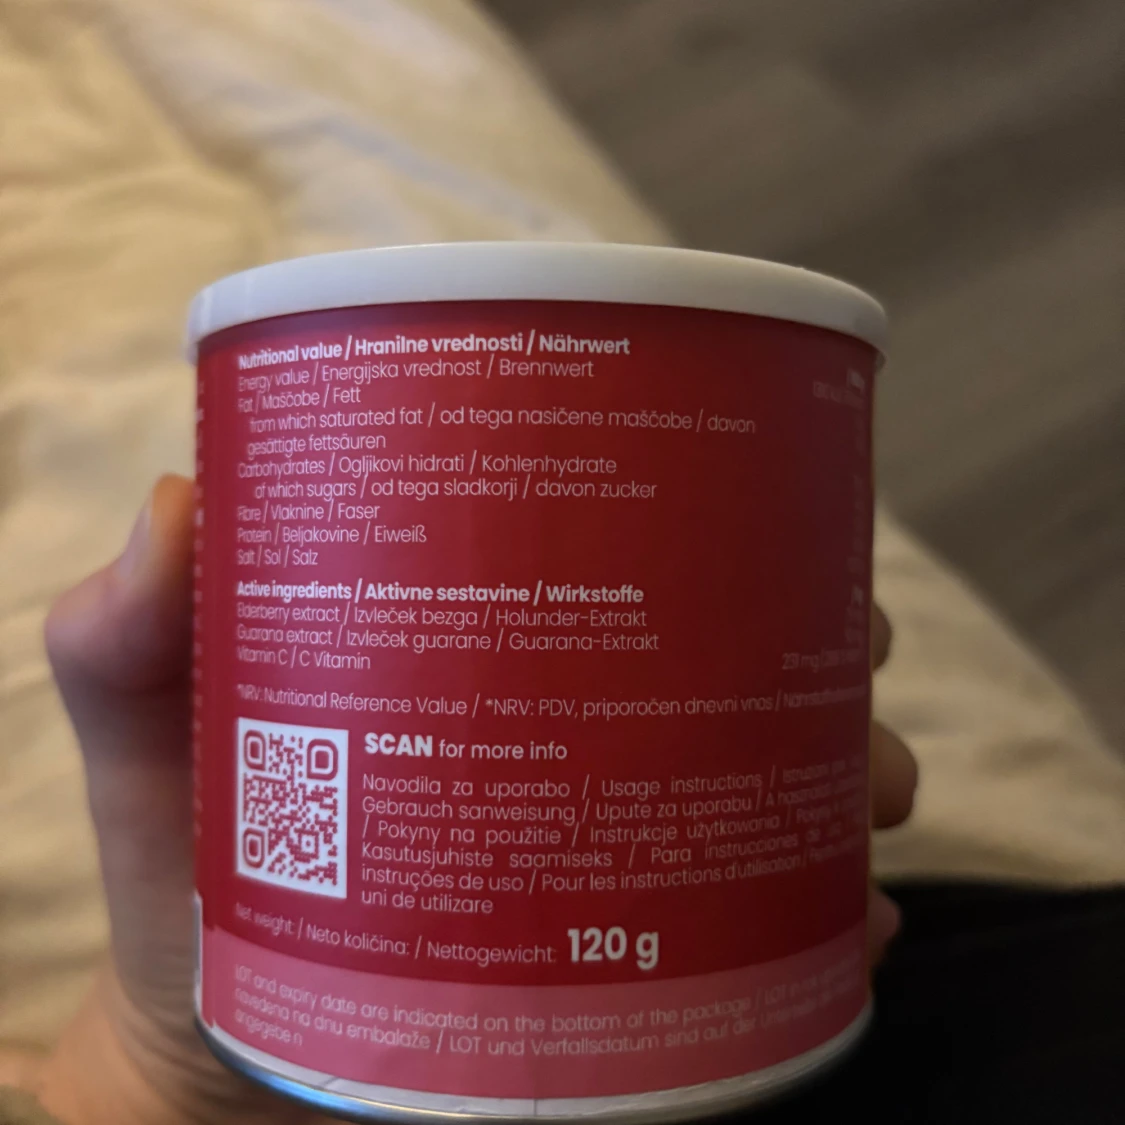 Nutritional value / Hranilne vrednosti / Nährwert
Energy value / Energijska vrednost / Brennwert
Fat / Maščobe / Fett
from which saturated fat / od tega nasičene maščobe / davon
gesättigte fettsäuren
Carbohydrates / Ogljikovi hidrati / Kohlenhydrate
of which sugars / od tega sladkorji / davon zucker
Fibre / Vlaknine / Faser
Protein / Beljakovine / Eiweiß
Salt / Sol / Salz
Active ingredients / Aktivne sestavine / Wirkstoffe
Elderberry extract / Izvleček bezga / Holunder-Extrakt
Guarana extract / Izvleček guarane / Guarana-Extrakt
Vitamin C / C Vitamin
*NRV: Nutritional Reference Value / *NRV: PDV, priporočen dnevni vnos /
SCAN for more info
Navodila za uporabo / Usage instructions /
Gebrauch sanweisung / Upute za uporabu / A
/ Pokyny na použitie / Instrukcje użytkowania /
Kasutusjuhiste saamiseks / Para instrucciones de
instruções de uso / Pour les instructions d'utilisation /
uni de utilizare
Net weight: / Neto količina: / Nettogewicht: 120 g
LOT and expiry date are indicated on the bottom of the package / LOT
navedena na dnu embalaže / LOT und Verfallsdatum sind auf der
angegeben